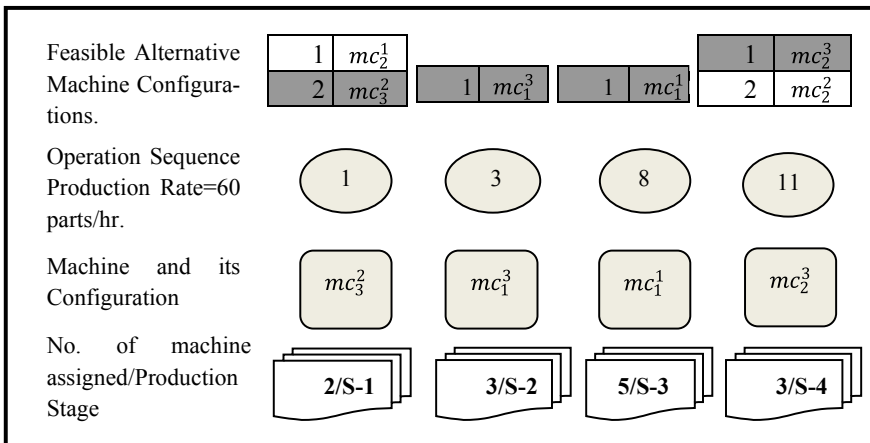 Feasible Alternative
Machine Configura-
tions.
1 mc₂¹
2 mc₃²
1 mc₁³
1 mc₁¹
1 mc₂³
2 mc₂²
Operation Sequence
Production Rate=60
parts/hr.
1 3 8 11
Machine and its
Configuration
mc₃² mc₁³ mc₁¹ mc₂³
No. of machine
assigned/Production
Stage
2/S-1 3/S-2 5/S-3 3/S-4